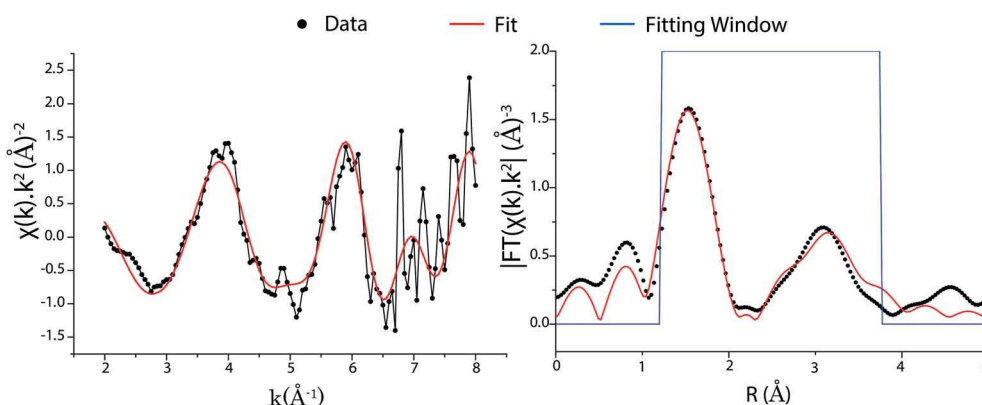 Data Fit Fitting Window
χ(k).k² (Å)⁻²
2.5
2.0
1.5
1.0
0.5
0.0
-0.5
-1.0
-1.5
2 3 4 5 6 7 8
k(Å⁻¹)
|FT(χ(k).k²| (Å)⁻³
2.0
1.5
1.0
0.5
0.0
0 1 2 3 4
R (Å)